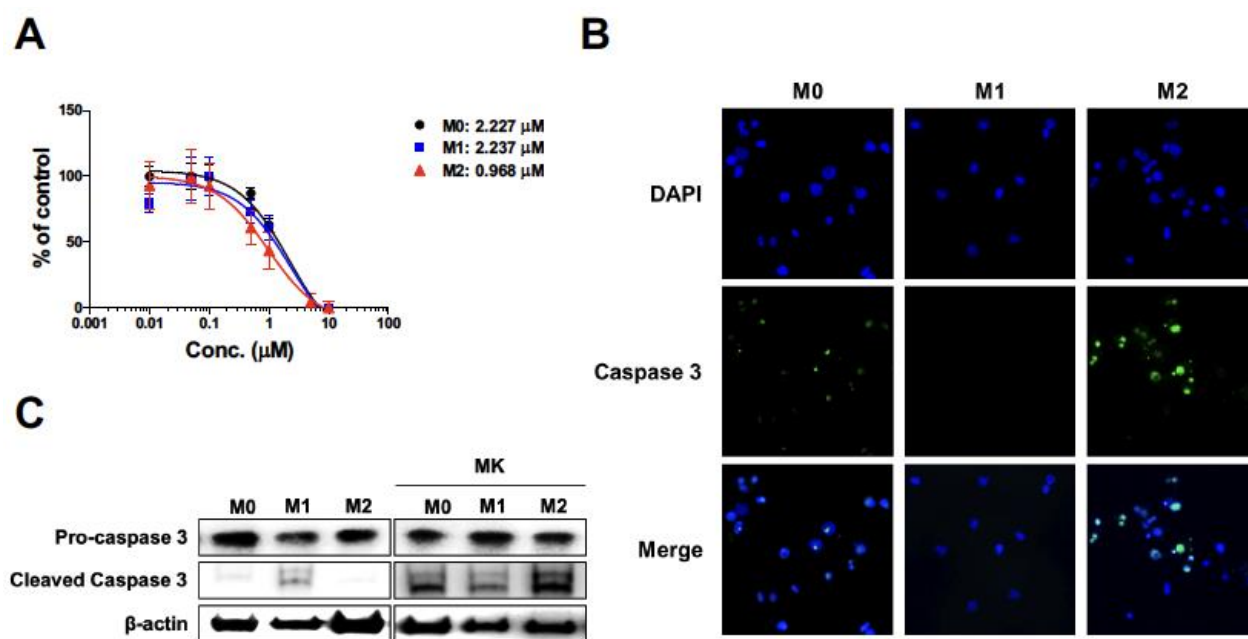 A
150
100
50
0
% of control
0.001 0.01 0.1 1 10 100
Conc. (μM)
M0: 2.227 μM
M1: 2.237 μM
M2: 0.968 μM
B
M0 M1 M2
DAPI
Caspase 3
Merge
C
MK
M0 M1 M2 M0 M1 M2
Pro-caspase 3
Cleaved Caspase 3
β-actin